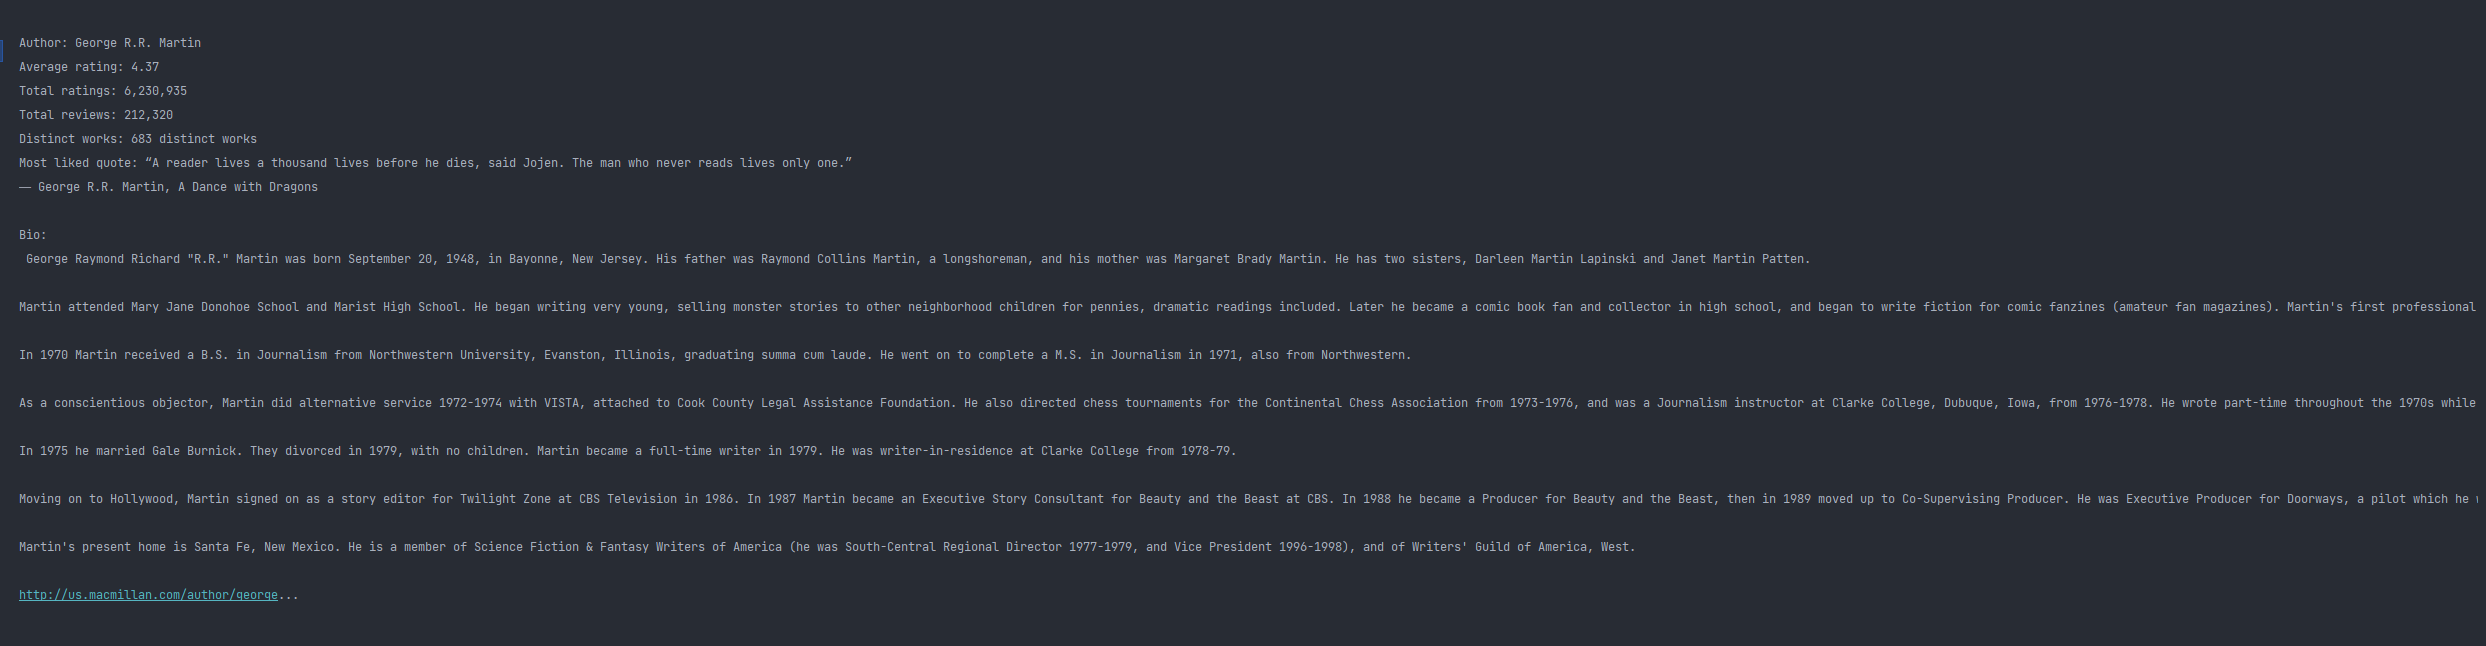 Author: George R.R. Martin
Average rating: 4.37
Total ratings: 6,230,935
Total reviews: 212,320
Distinct works: 683 distinct works
Most liked quote: “A reader lives a thousand lives before he dies, said Jojen. The man who never reads lives only one.”
― George R.R. Martin, A Dance with Dragons
Bio:
George Raymond Richard "R.R." Martin was born September 20, 1948, in Bayonne, New Jersey. His father was Raymond Collins Martin, a longshoreman, and his mother was Margaret Brady Martin. He has two sisters, Darleen Martin Lapinski and Janet Martin Patten.
Martin attended Mary Jane Donohoe School and Marist High School. He began writing very young, selling monster stories to other neighborhood children for pennies, dramatic readings included. Later he became a comic book fan and collector in high school, and began to write fiction for comic fanzines (amateur fan magazines). Martin's first professional
In 1970 Martin received a B.S. in Journalism from Northwestern University, Evanston, Illinois, graduating summa cum laude. He went on to complete a M.S. in Journalism in 1971, also from Northwestern.
As a conscientious objector, Martin did alternative service 1972-1974 with VISTA, attached to Cook County Legal Assistance Foundation. He also directed chess tournaments for the Continental Chess Association from 1973-1976, and was a Journalism instructor at Clarke College, Dubuque, Iowa, from 1976-1978. He wrote part-time throughout the 1970s while
In 1975 he married Gale Burnick. They divorced in 1979, with no children. Martin became a full-time writer in 1979. He was writer-in-residence at Clarke College from 1978-79.
Moving on to Hollywood, Martin signed on as a story editor for Twilight Zone at CBS Television in 1986. In 1987 Martin became an Executive Story Consultant for Beauty and the Beast at CBS. In 1988 he became a Producer for Beauty and the Beast, then in 1989 moved up to Co-Supervising Producer. He was Executive Producer for Doorways, a pilot which he
Martin's present home is Santa Fe, New Mexico. He is a member of Science Fiction & Fantasy Writers of America (he was South-Central Regional Director 1977-1979, and Vice President 1996-1998), and of Writers' Guild of America, West.
http://us.macmillan.com/author/george...